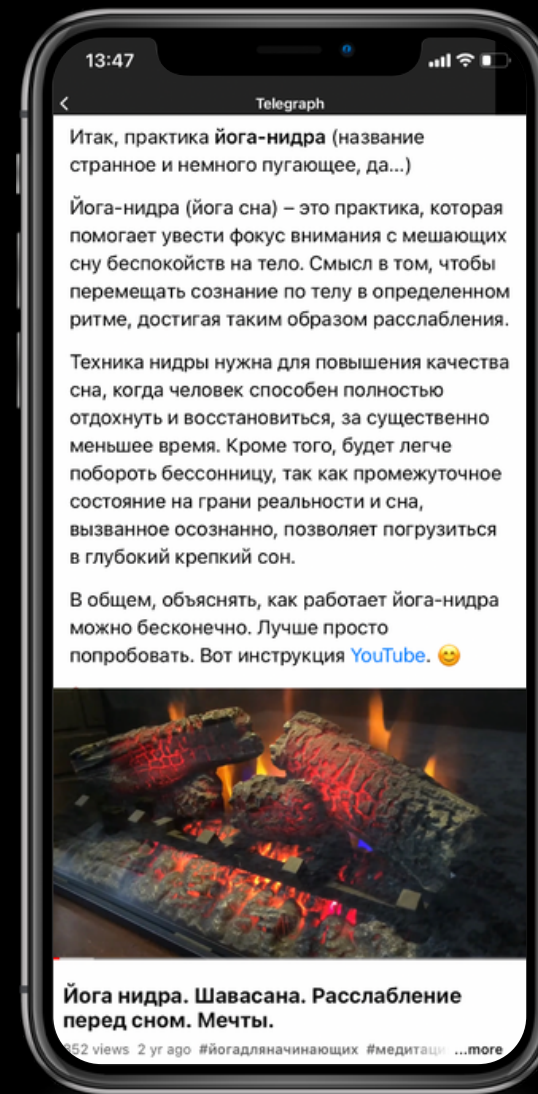 13:47
Telegraph
Итак, практика йога-нидра (название
странное и немного пугающее, да...)
Йога-нидра (йога сна) – это практика, которая
помогает увести фокус внимания с мешающих
сну беспокойств на тело. Смысл в том, чтобы
перемещать сознание по телу в определенном
ритме, достигая таким образом расслабления.
Техника нидры нужна для повышения качества
сна, когда человек способен полностью
отдохнуть и восстановиться, за существенно
меньшее время. Кроме того, будет легче
побороть бессонницу, так как промежуточное
состояние на грани реальности и сна,
вызванное осознанно, позволяет погрузиться
в глубокий крепкий сон.
В общем, объяснять, как работает йога-нидра
можно бесконечно. Лучше просто
попробовать. Вот инструкция YouTube. 😊
Йога нидра. Шавасана. Расслабление
перед сном. Мечты.
52 views 2 yr ago #йогадляначинающих #медитаци ...more